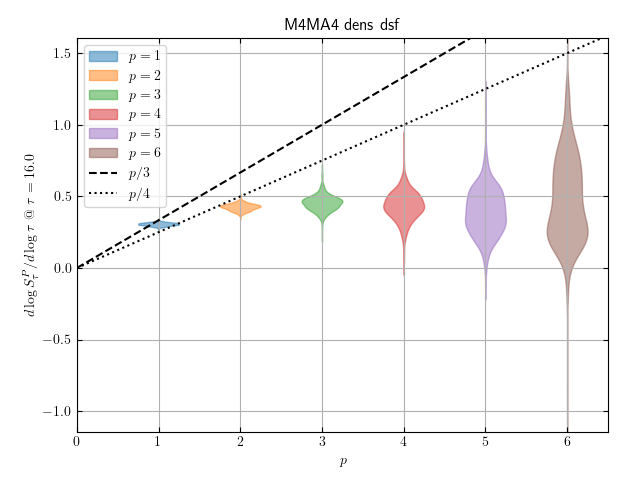 M4MA4 dens dsf
1.5
1.0
0.5
0.0
−0.5
−1.0
d log S_τ^P / d log τ @ τ = 16.0
p = 1
p = 2
p = 3
p = 4
p = 5
p = 6
p/3
p/4
0 1 2 3 4 5 6
p